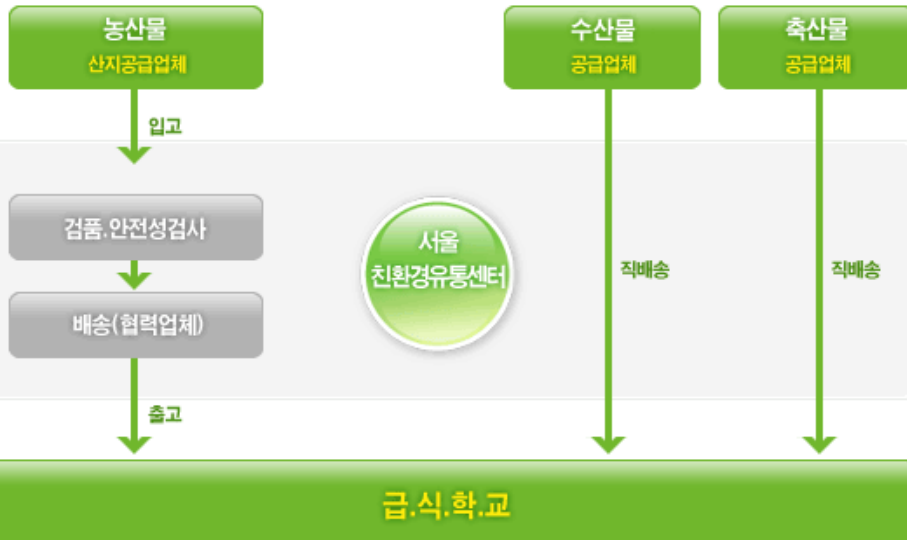 농산물
산지공급업체
수산물
공급업체
축산물
공급업체
입고
검품.안전성검사
서울
친환경유통센터
직배송
직배송
배송(협력업체)
출고
급.식.학.교